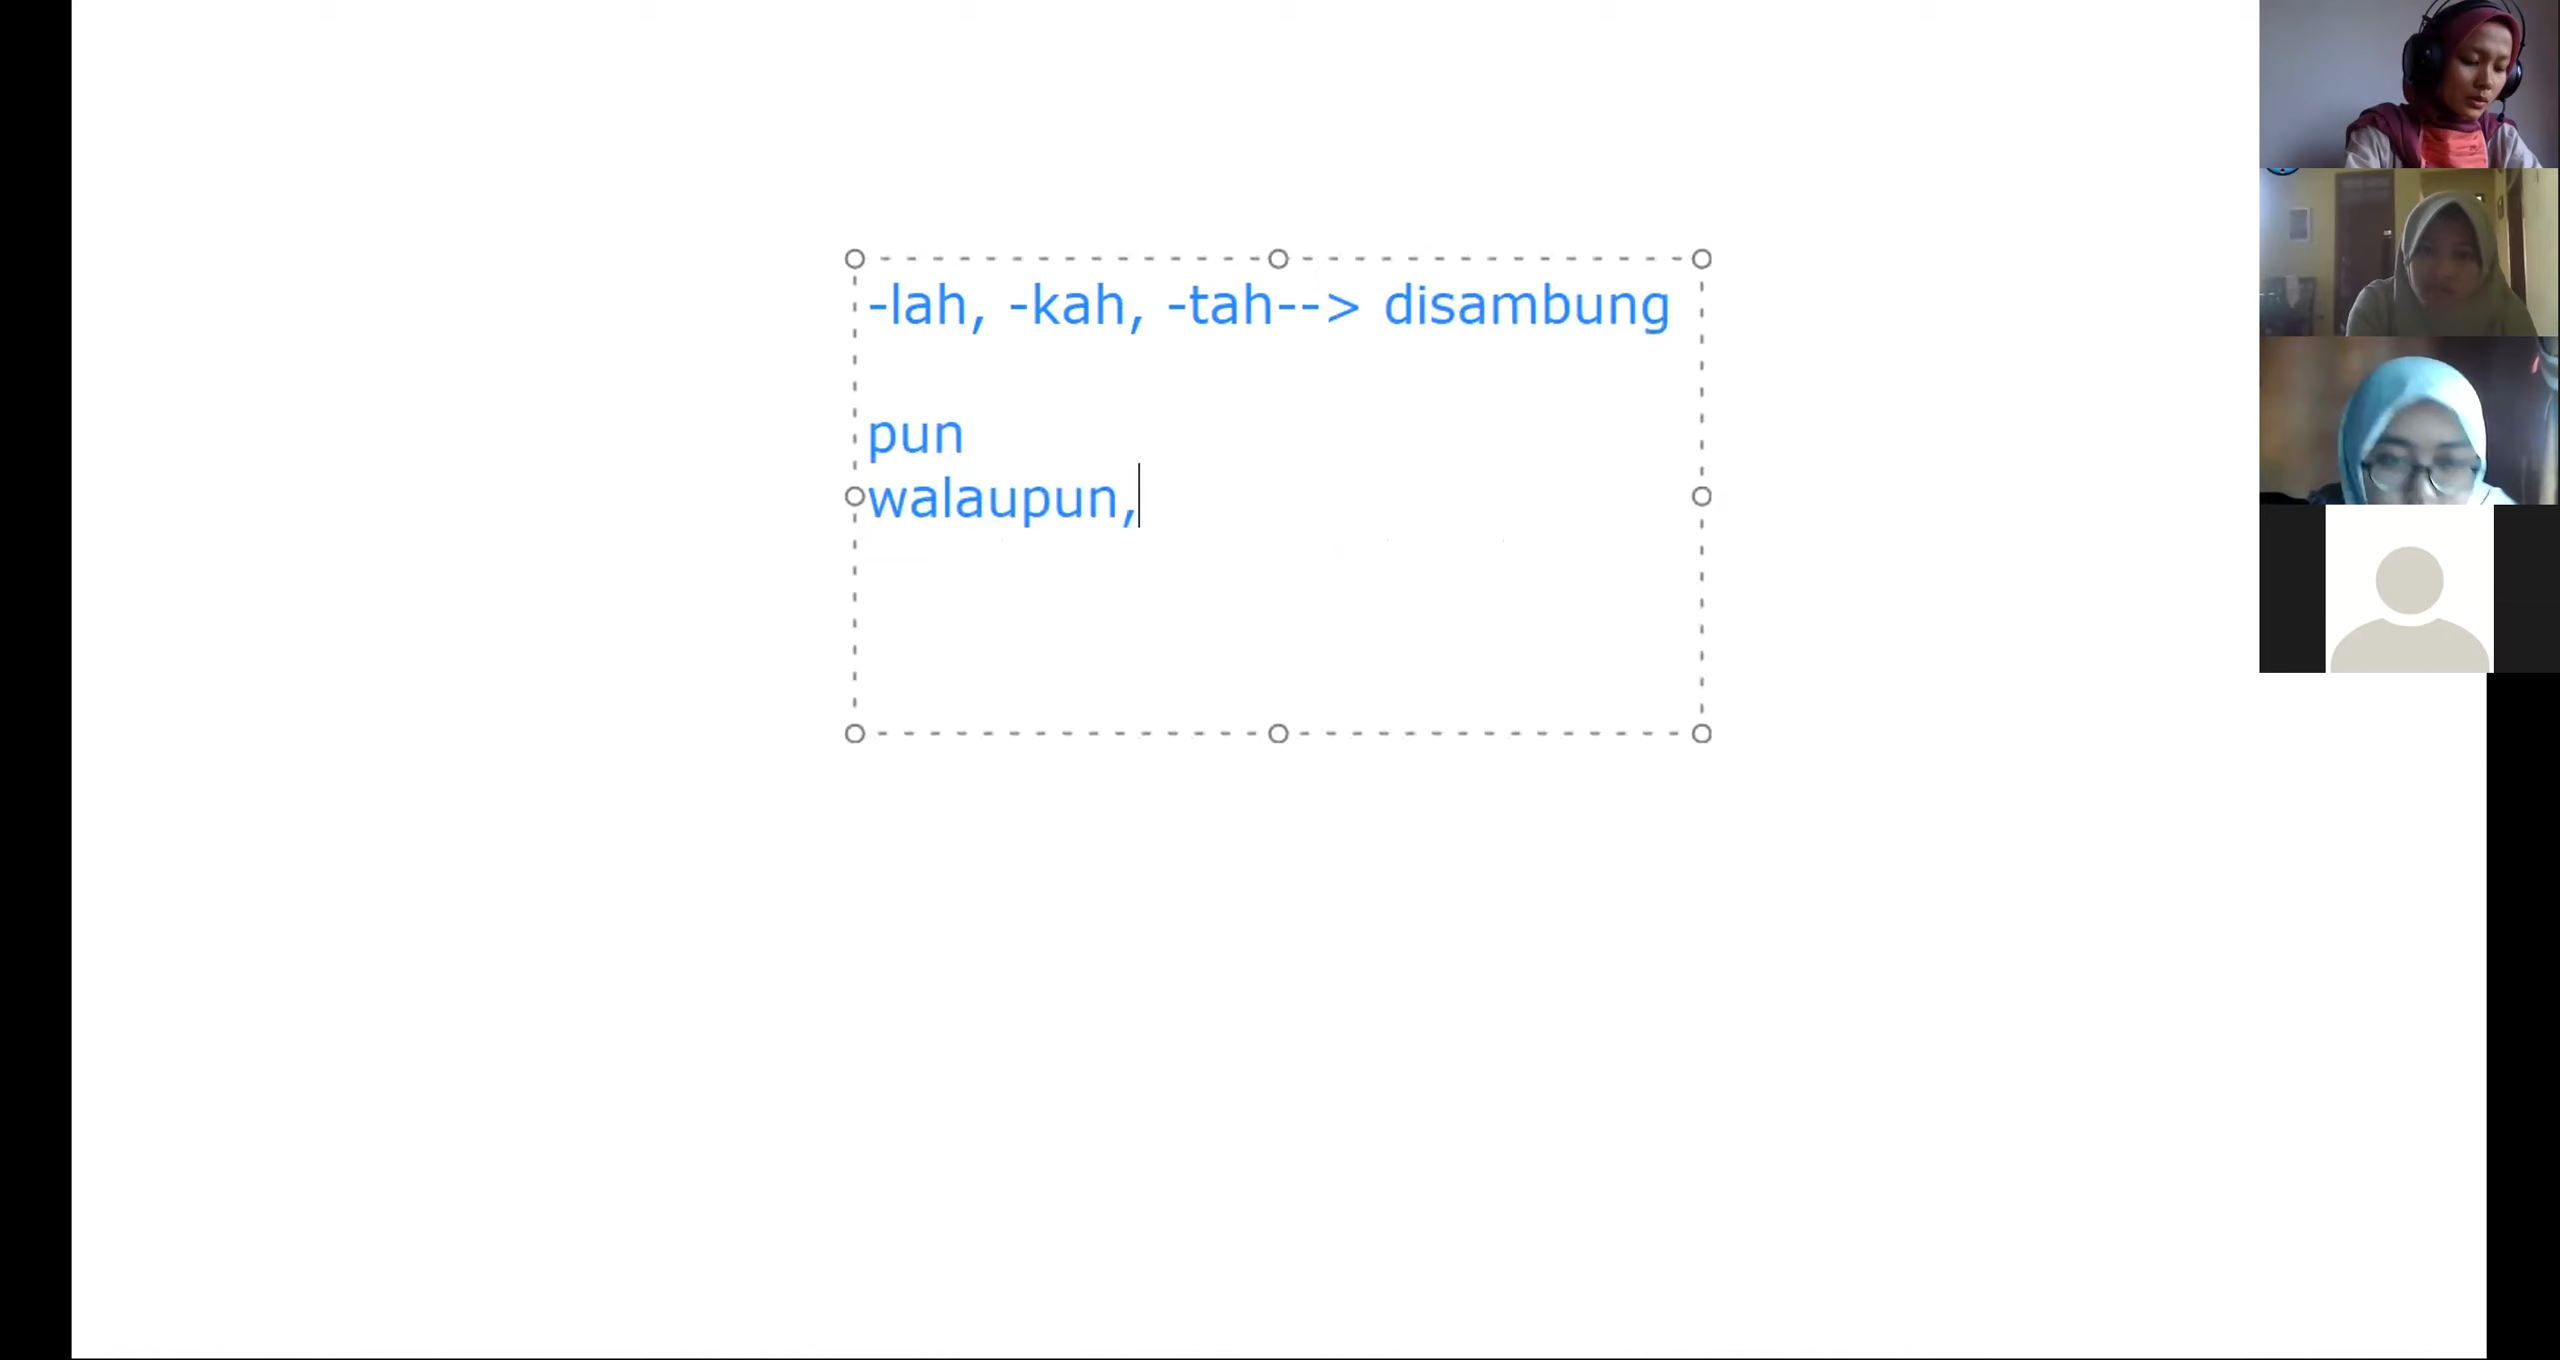 -lah, -kah, -tah--> disambung
pun
walaupun,